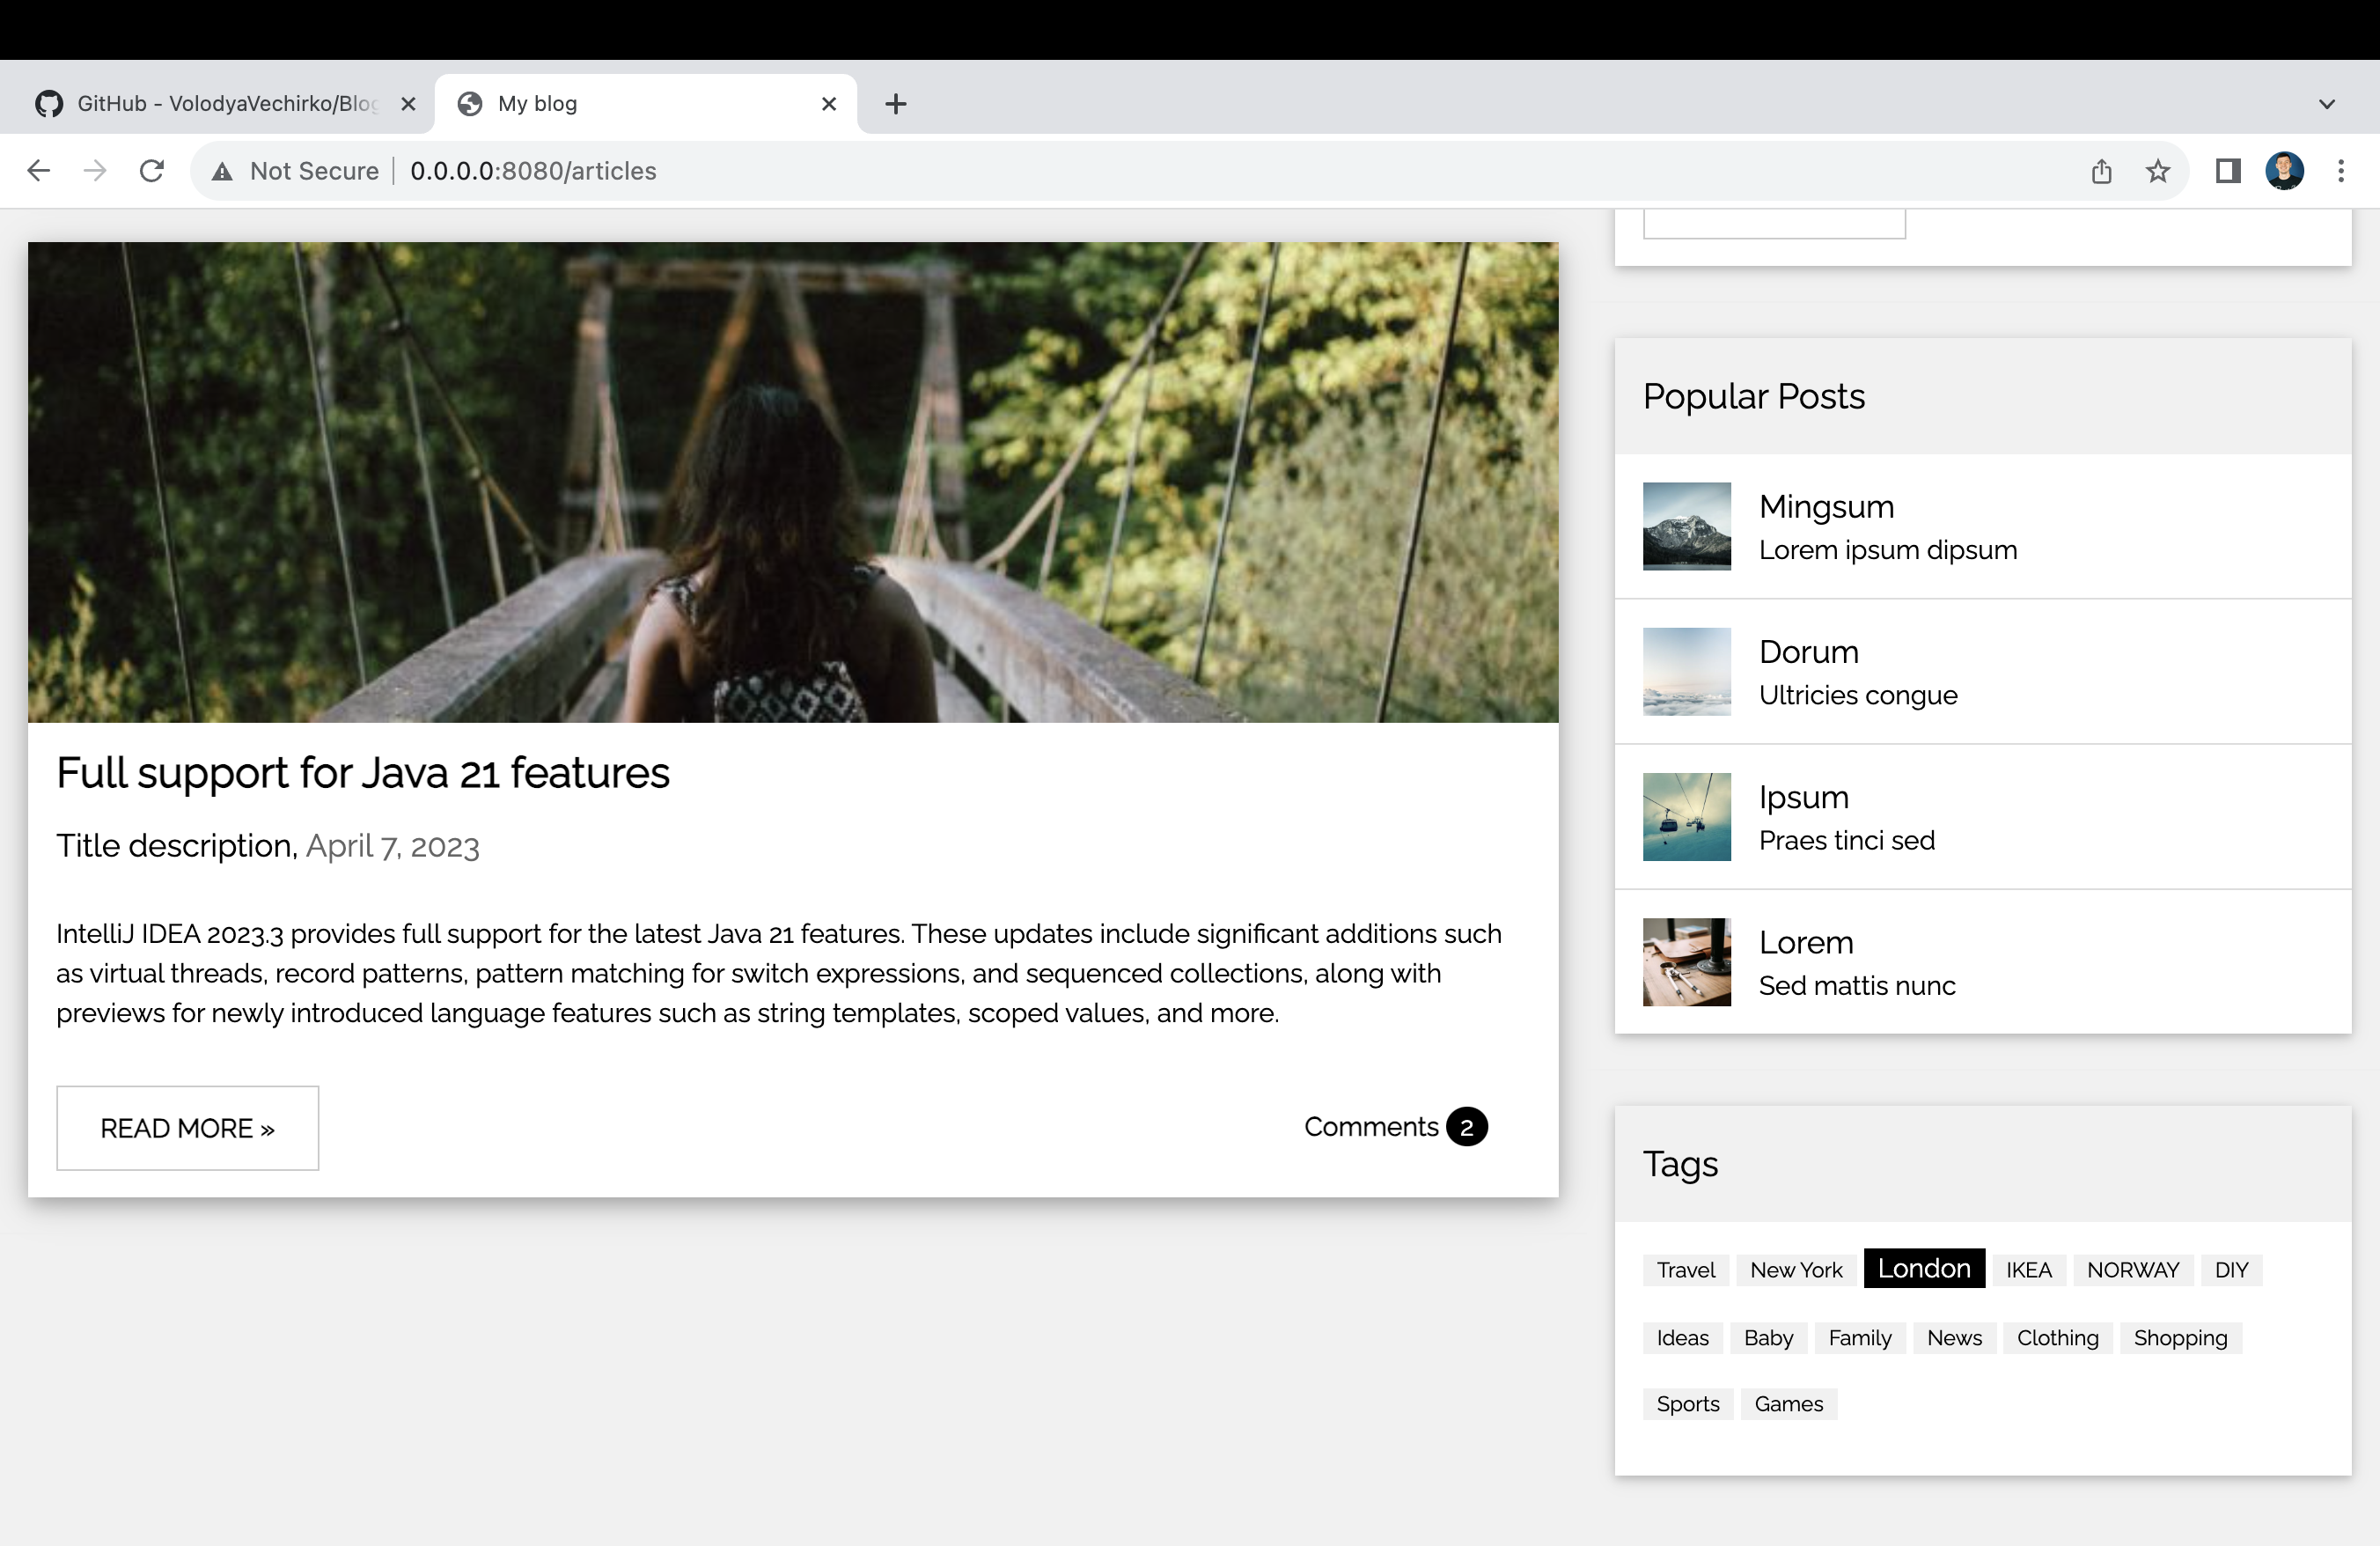 GitHub - VolodyaVechirko/Blog
My blog
Not Secure
0.0.0.0:8080/articles
Full support for Java 21 features
Title description, April 7, 2023
IntelliJ IDEA 2023.3 provides full support for the latest Java 21 features. These updates include significant additions such
as virtual threads, record patterns, pattern matching for switch expressions, and sequenced collections, along with
previews for newly introduced language features such as string templates, scoped values, and more.
READ MORE »
Comments 2
Popular Posts
Mingsum
Lorem ipsum dipsum
Dorum
Ultricies congue
Ipsum
Praes tinci sed
Lorem
Sed mattis nunc
Tags
Travel New York London IKEA NORWAY DIY
Ideas Baby Family News Clothing Shopping
Sports Games